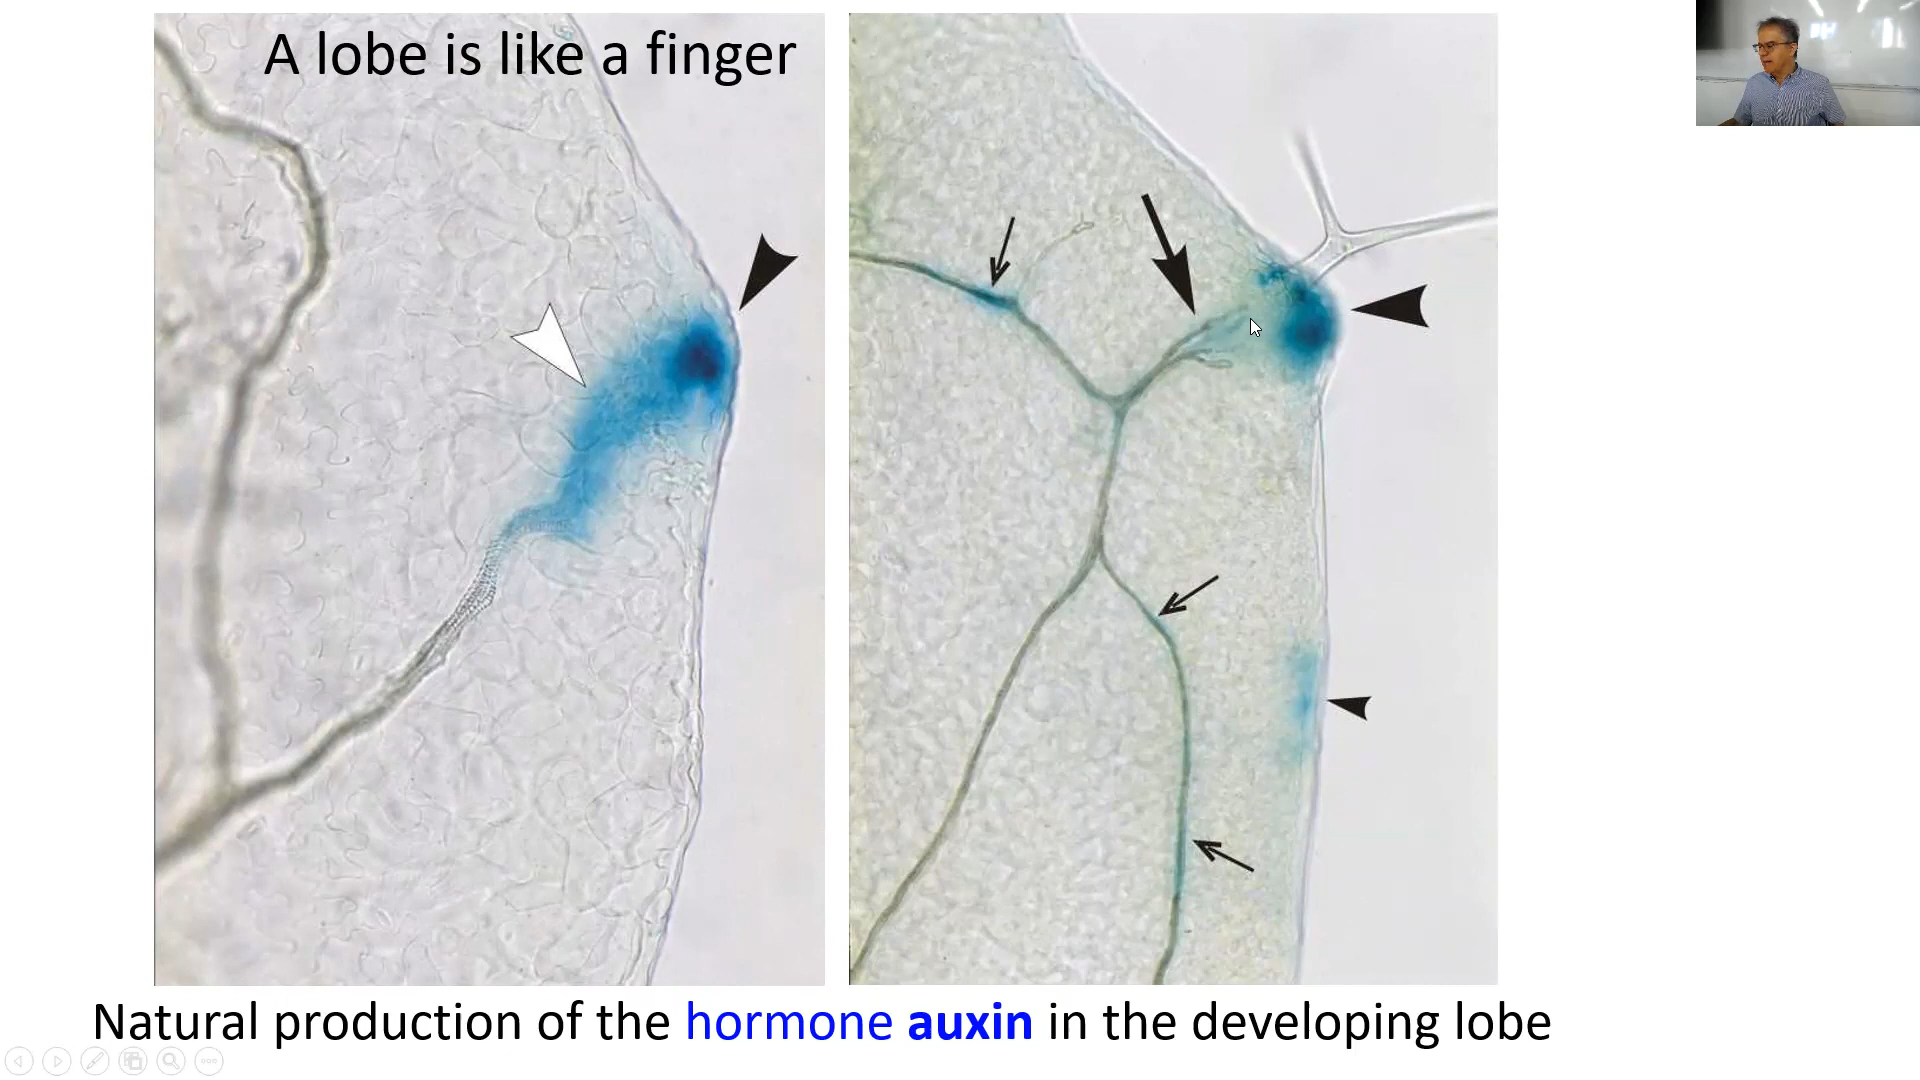 A lobe is like a finger
Natural production of the hormone auxin in the developing lobe